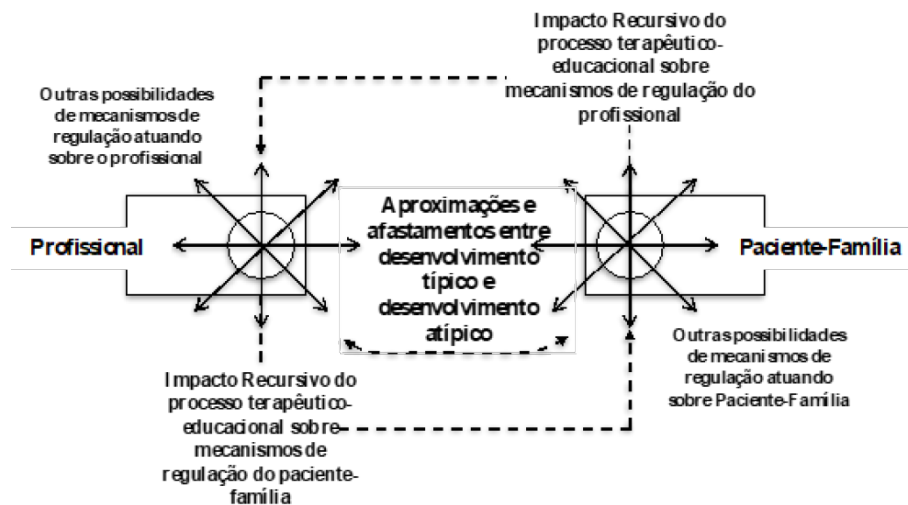 Impacto Recursivo do
processo terapêutico-
educacional sobre
mecanismos de regulação do
profissional
Outras possibilidades
de mecanismos de
regulação atuando
sobre o profissional
Profissional
Aproximações e
afastamentos entre
desenvolvimento
típico e
desenvolvimento
atípico
Paciente-Família
Outras possibilidades
de mecanismos de
regulação atuando
sobre Paciente-Família
Impacto Recursivo do
processo terapêutico-
educacional sobre
mecanismos de
regulação do paciente-
família